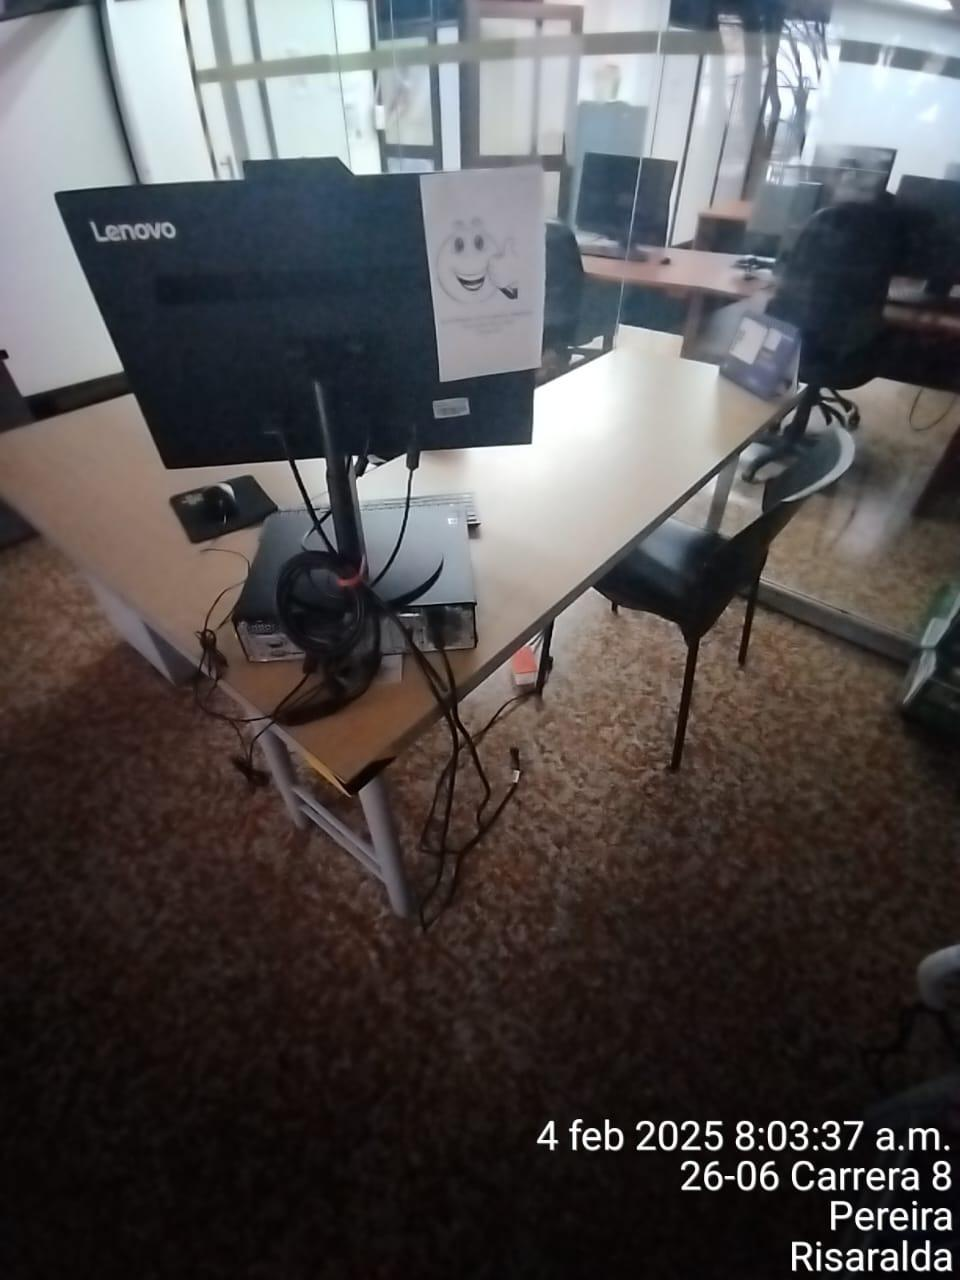 Lenovo
4 feb 2025 8:03:37 a.m.
26-06 Carrera 8
Pereira
Risaralda